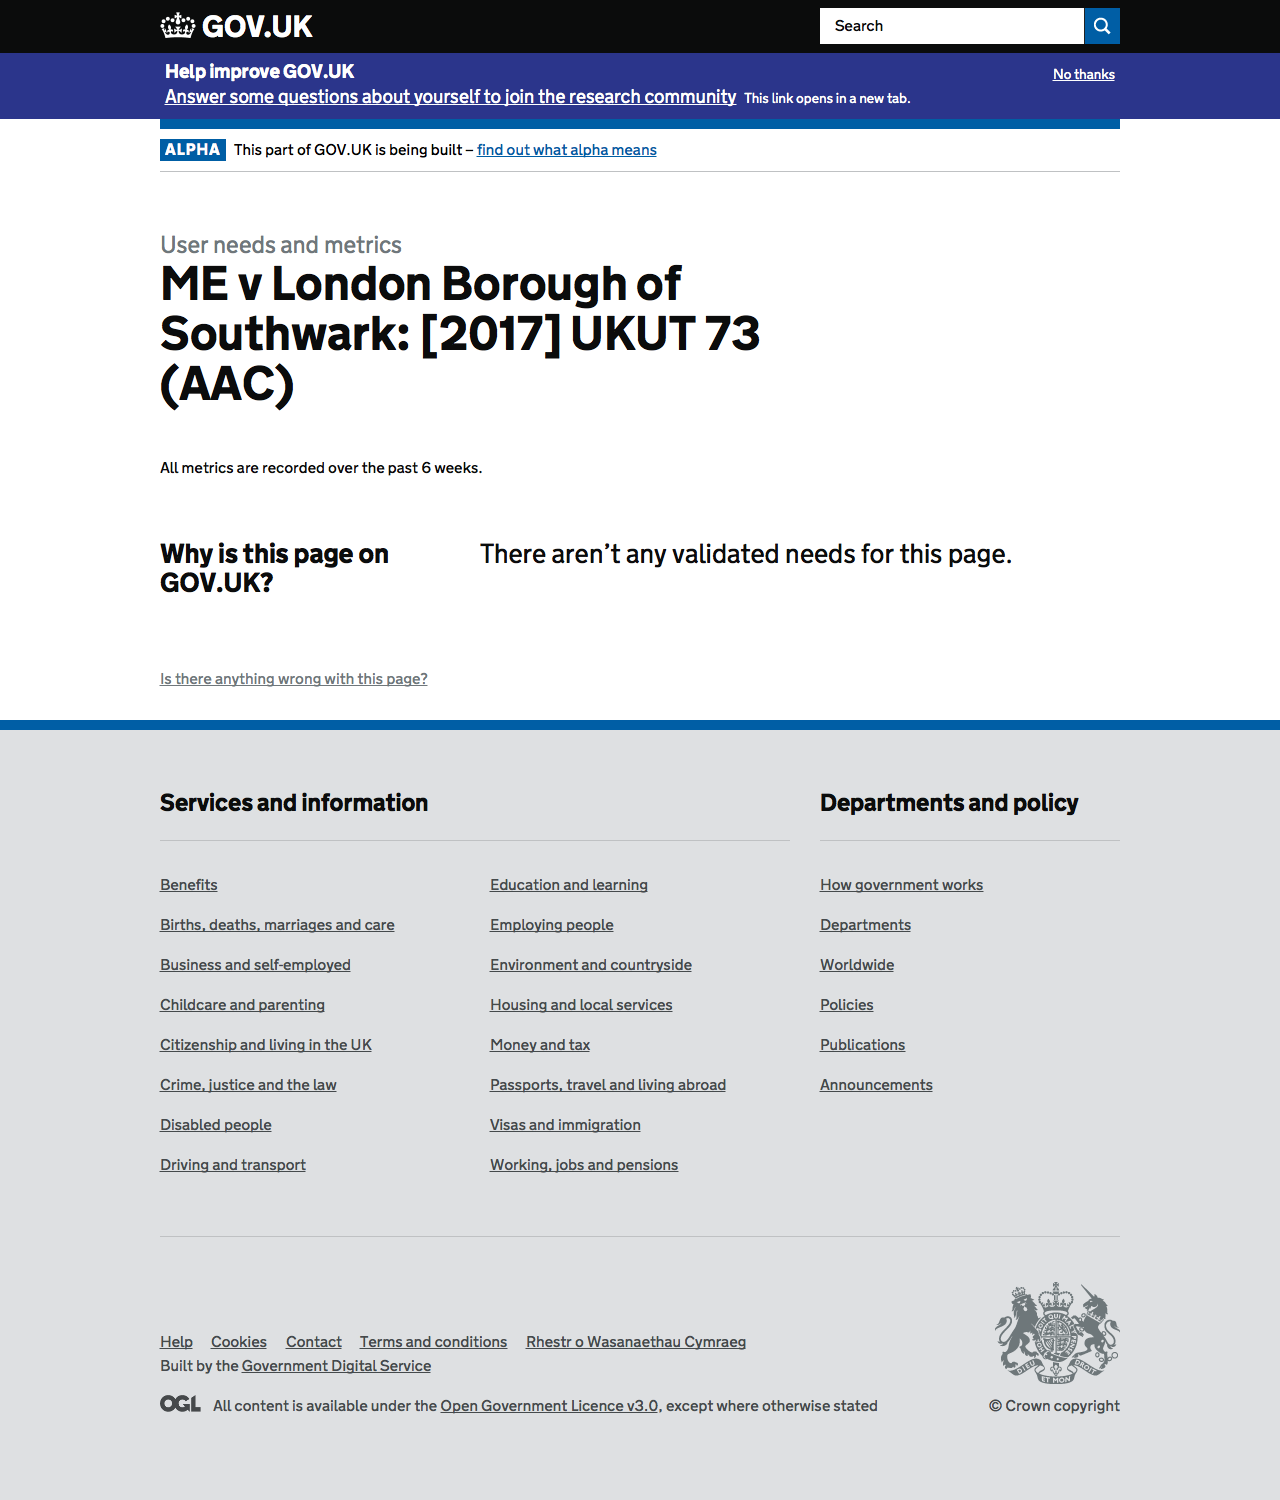 GOV.UK
Search
Help improve GOV.UK
No thanks
Answer some questions about yourself to join the research community This link opens in a new tab.
ALPHA This part of GOV.UK is being built – find out what alpha means
User needs and metrics
ME v London Borough of
Southwark: [2017] UKUT 73
(AAC)
All metrics are recorded over the past 6 weeks.
Why is this page on
GOV.UK?
There aren’t any validated needs for this page.
Is there anything wrong with this page?
Services and information
Benefits
Births, deaths, marriages and care
Business and self-employed
Childcare and parenting
Citizenship and living in the UK
Crime, justice and the law
Disabled people
Driving and transport
Education and learning
Employing people
Environment and countryside
Housing and local services
Money and tax
Passports, travel and living abroad
Visas and immigration
Working, jobs and pensions
Departments and policy
How government works
Departments
Worldwide
Policies
Publications
Announcements
Help Cookies Contact Terms and conditions Rhestr o Wasanaethau Cymraeg
Built by the Government Digital Service
OGL All content is available under the Open Government Licence v3.0, except where otherwise stated
DIEU ET MON DROIT
© Crown copyright